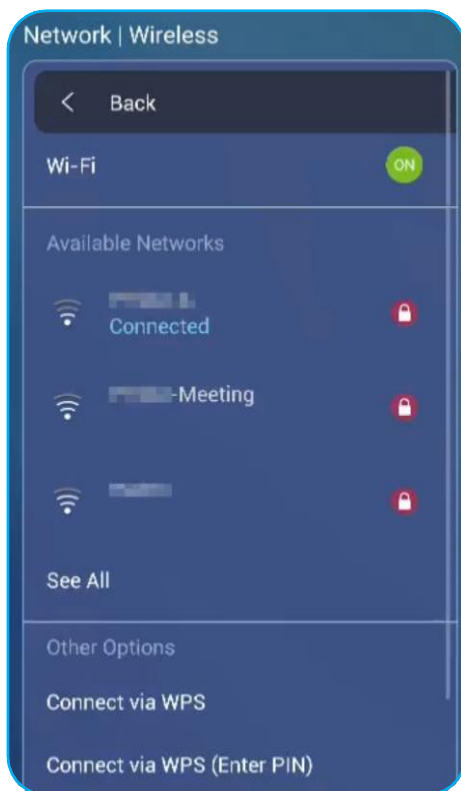 Network | Wireless
Back
Wi-Fi
ON
Available Networks
Connected
-Meeting
See All
Other Options
Connect via WPS
Connect via WPS (Enter PIN)